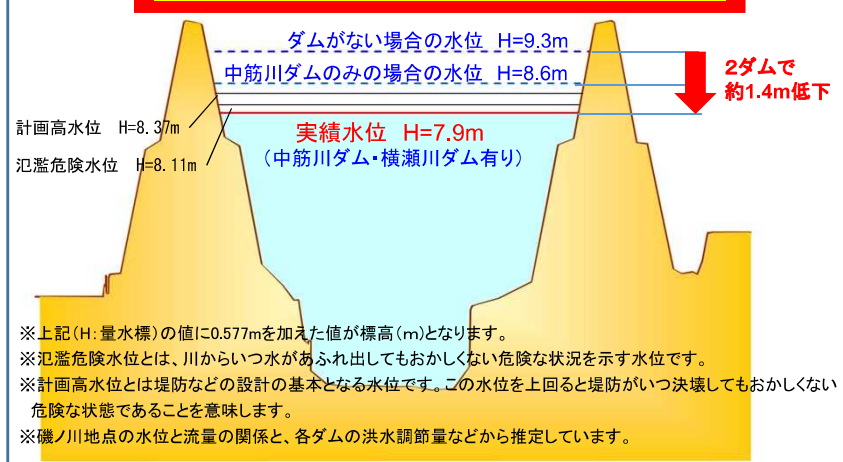 ダムがない場合の水位 H=9.3m
中筋川ダムのみの場合の水位 H=8.6m
2ダムで
約1.4m低下
計画高水位 H=8.37m
実績水位 H=7.9m
(中筋川ダム・横瀬川ダム有り)
氾濫危険水位 H=8.11m
※上記(H:量水標)の値に0.577mを加えた値が標高(m)となります。
※氾濫危険水位とは、川からいつ水があふれ出してもおかしくない危険な状況を示す水位です。
※計画高水位とは堤防などの設計の基本となる水位です。この水位を上回ると堤防がいつ決壊してもおかしくない
危険な状態であることを意味します。
※磯ノ川地点の水位と流量の関係と、各ダムの洪水調節量などから推定しています。